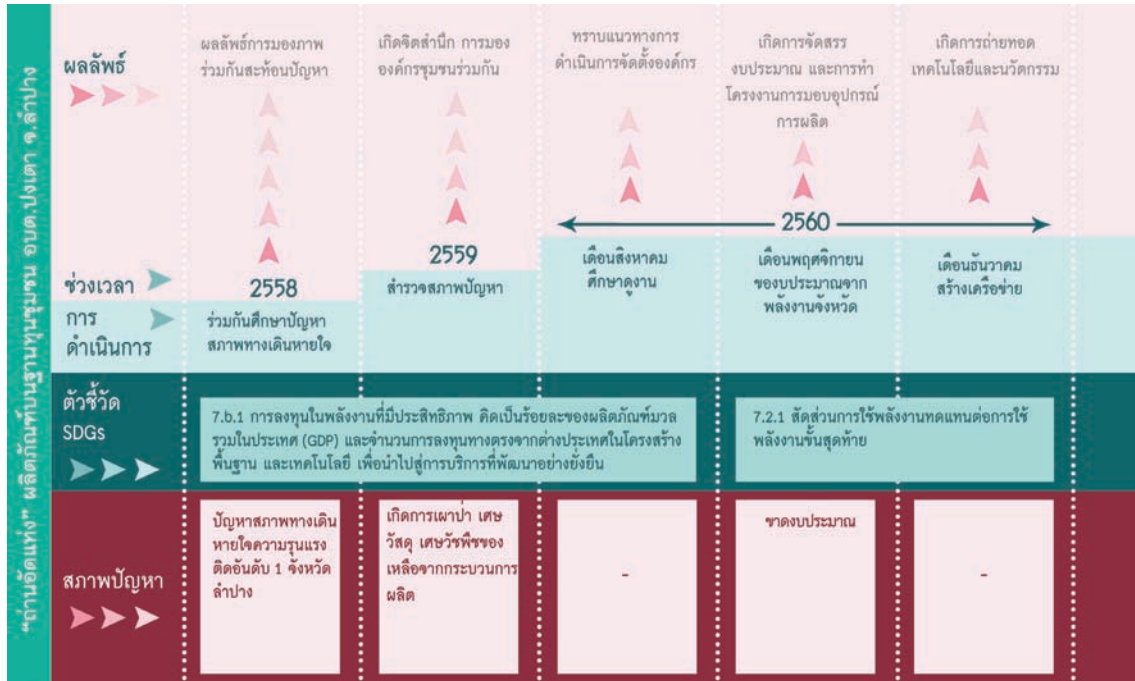 "ถ่านอัดแท่ง" ผลิตภัณฑ์บนฐานทุนชุมชน อบต.ปงเตา จ.ลำปาง
ผลลัพธ์
ผลลัพธ์การมองภาพ
ร่วมกันสะท้อนปัญหา
เกิดจิตสำนึก การมอง
องค์กรชุมชนร่วมกัน
ทราบแนวทางการ
ดำเนินการจัดตั้งองค์กร
เกิดการจัดสรร
งบประมาณ และการทำ
โครงงานการมอบอุปกรณ์
การผลิต
เกิดการถ่ายทอด
เทคโนโลยีและนวัตกรรม
ช่วงเวลา
การ
ดำเนินการ
2558
ร่วมกันศึกษาปัญหา
สภาพทางเดินหายใจ
2559
สำรวจสภาพปัญหา
2560
เดือนสิงหาคม
ศึกษาดูงาน
เดือนพฤศจิกายน
ของบประมาณจาก
พลังงานจังหวัด
เดือนธันวาคม
สร้างเครือข่าย
ตัวชี้วัด
SDGs
7.b.1 การลงทุนในพลังงานที่มีประสิทธิภาพ คิดเป็นร้อยละของผลิตภัณฑ์มวล
รวมในประเทศ (GDP) และจำนวนการลงทุนทางตรงจากต่างประเทศในโครงสร้าง
พื้นฐาน และเทคโนโลยี เพื่อนำไปสู่การบริการที่พัฒนาอย่างยั่งยืน
7.2.1 สัดส่วนการใช้พลังงานทดแทนต่อการใช้
พลังงานขั้นสุดท้าย
สภาพปัญหา
ปัญหาสภาพทางเดิน
หายใจความรุนแรง
ติดอันดับ 1 จังหวัด
ลำปาง
เกิดการเผาป่า เศษ
วัสดุ เศษวัชพืชของ
เหลือจากกระบวนการ
ผลิต
-
ขาดงบประมาณ
-